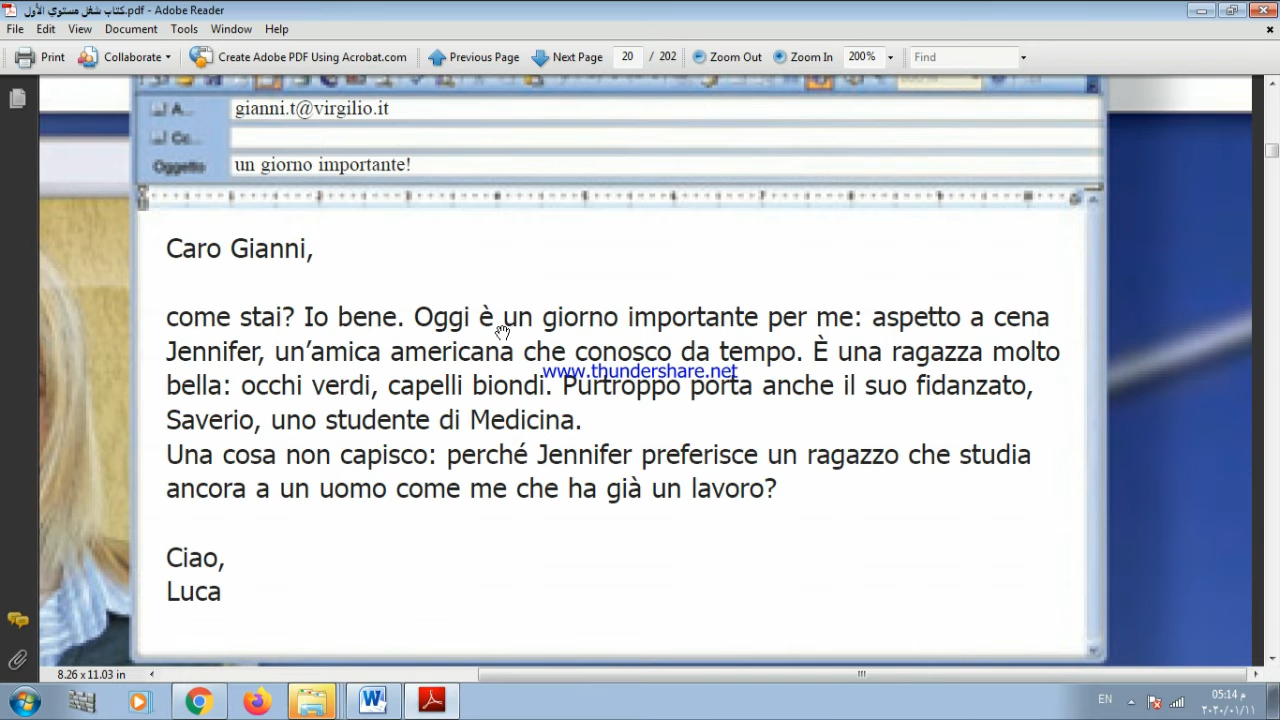 كتاب شغل مستوي الأول.pdf - Adobe Reader
File Edit View Document Tools Window Help
Print Collaborate Create Adobe PDF Using Acrobat.com Previous Page Next Page 20 / 202 Zoom Out Zoom In 200% Find
A... gianni.t@virgilio.it
Cc...
Oggetto un giorno importante!
Caro Gianni,
come stai? Io bene. Oggi è un giorno importante per me: aspetto a cena
Jennifer, un’amica americana che conosco da tempo. È una ragazza molto
www.thundershare.net
bella: occhi verdi, capelli biondi. Purtroppo porta anche il suo fidanzato,
Saverio, uno studente di Medicina.
Una cosa non capisco: perché Jennifer preferisce un ragazzo che studia
ancora a un uomo come me che ha già un lavoro?
Ciao,
Luca
8.26 x 11.03 in
EN
05:14 م
٢٠٢٠/٠١/١١